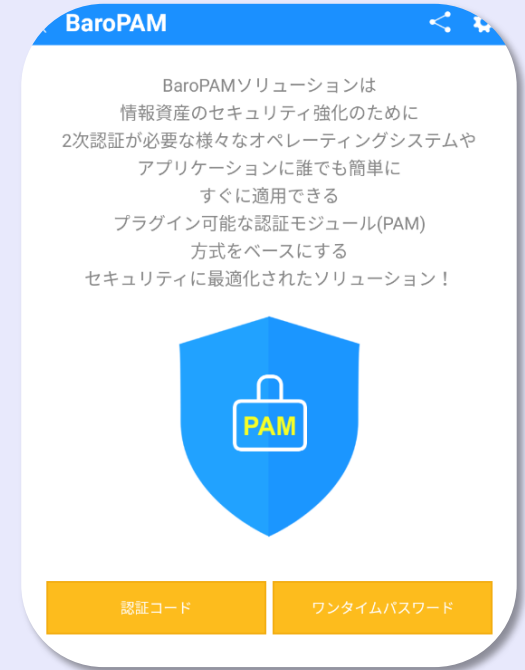 BaroPAM
BaroPAMソリューションは
情報資産のセキュリティ強化のために
2次認証が必要な様々なオペレーティングシステムや
アプリケーションに誰でも簡単に
すぐに適用できる
プラグイン可能な認証モジュール(PAM)
方式をベースにする
セキュリティに最適化されたソリューション！
PAM
認証コード
ワンタイムパスワード